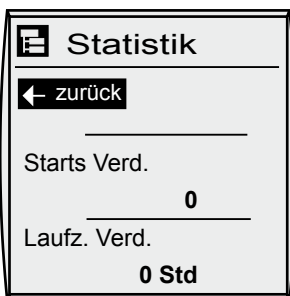 Statistik
← zurück
Starts Verd.
0
Laufz. Verd.
0 Std